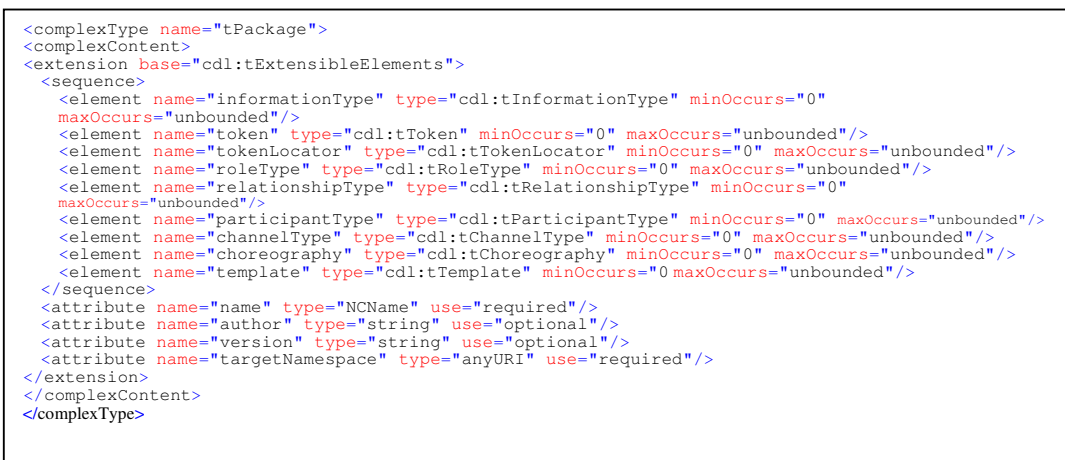 <complexType name="tPackage">
<complexContent>
<extension base="cdl:tExtensibleElements">
<sequence>
<element name="informationType" type="cdl:tInformationType" minOccurs="0"
maxOccurs="unbounded"/>
<element name="token" type="cdl:tToken" minOccurs="0" maxOccurs="unbounded"/>
<element name="tokenLocator" type="cdl:tTokenLocator" minOccurs="0" maxOccurs="unbounded"/>
<element name="roleType" type="cdl:tRoleType" minOccurs="0" maxOccurs="unbounded"/>
<element name="relationshipType" type="cdl:tRelationshipType" minOccurs="0"
maxOccurs="unbounded"/>
<element name="participantType" type="cdl:tParticipantType" minOccurs="0" maxOccurs="unbounded"/>
<element name="channelType" type="cdl:tChannelType" minOccurs="0" maxOccurs="unbounded"/>
<element name="choreography" type="cdl:tChoreography" minOccurs="0" maxOccurs="unbounded"/>
<element name="template" type="cdl:tTemplate" minOccurs="0 maxOccurs="unbounded"/>
</sequence>
<attribute name="name" type="NCName" use="required"/>
<attribute name="author" type="string" use="optional"/>
<attribute name="version" type="string" use="optional"/>
<attribute name="targetNamespace" type="anyURI" use="required"/>
</extension>
</complexContent>
</complexType>